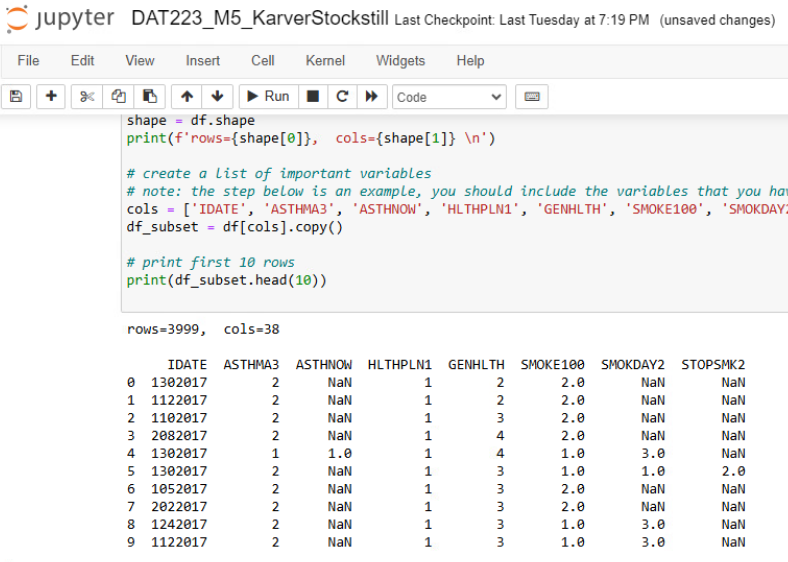 jupyter DAT223_M5_KarverStockstill Last Checkpoint: Last Tuesday at 7:19 PM (unsaved changes)
File Edit View Insert Cell Kernel Widgets Help
Run Code
shape = df.shape
print(f'rows={shape[0]}, cols={shape[1]} \n')
# create a list of important variables
# note: the step below is an example, you should include the variables that you hav
cols = ['IDATE', 'ASTHMA3', 'ASTHNOW', 'HLTHPLN1', 'GENHLTH', 'SMOKE100', 'SMOKDAY2
df_subset = df[cols].copy()
# print first 10 rows
print(df_subset.head(10))
rows=3999, cols=38
IDATE ASTHMA3 ASTHNOW HLTHPLN1 GENHLTH SMOKE100 SMOKDAY2 STOPSMK2
0 1302017 2 NaN 1 2 2.0 NaN NaN
1 1122017 2 NaN 1 2 2.0 NaN NaN
2 1102017 2 NaN 1 3 2.0 NaN NaN
3 2082017 2 NaN 1 4 2.0 NaN NaN
4 1302017 1 1.0 1 4 1.0 3.0 NaN
5 1302017 2 NaN 1 3 1.0 1.0 2.0
6 1052017 2 NaN 1 3 2.0 NaN NaN
7 2022017 2 NaN 1 3 2.0 NaN NaN
8 1242017 2 NaN 1 3 1.0 3.0 NaN
9 1122017 2 NaN 1 3 1.0 3.0 NaN